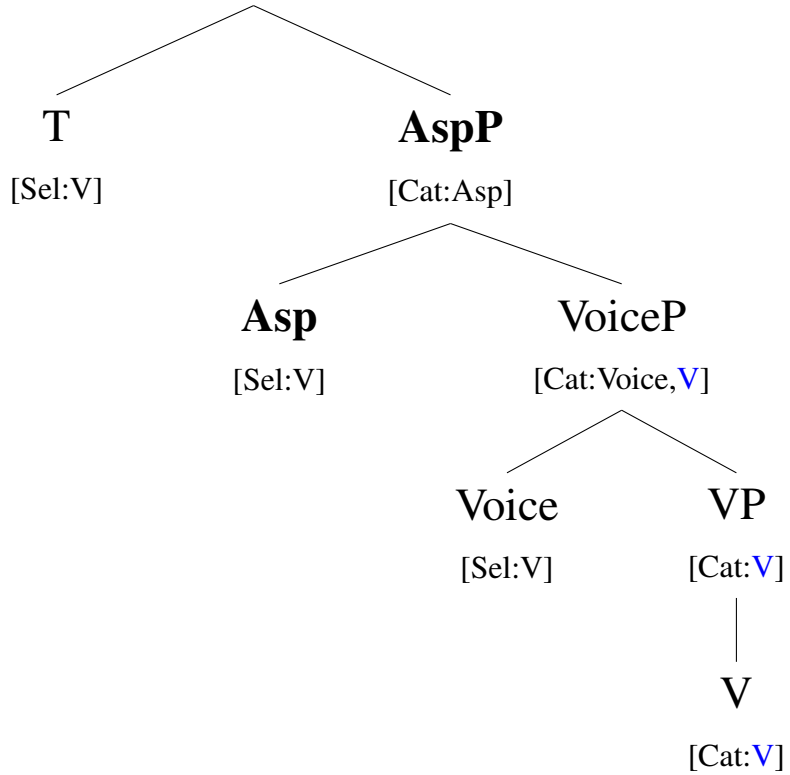 T AspP
[Sel:V] [Cat:Asp]
Asp VoiceP
[Sel:V] [Cat:Voice,V]
Voice VP
[Sel:V] [Cat:V]
V
[Cat:V]